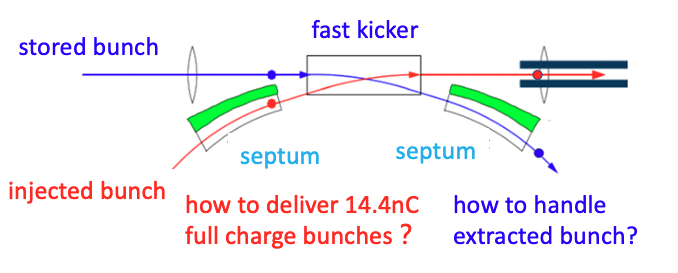 fast kicker
stored bunch
septum
septum
injected bunch
how to deliver 14.4nC
full charge bunches ?
how to handle
extracted bunch?